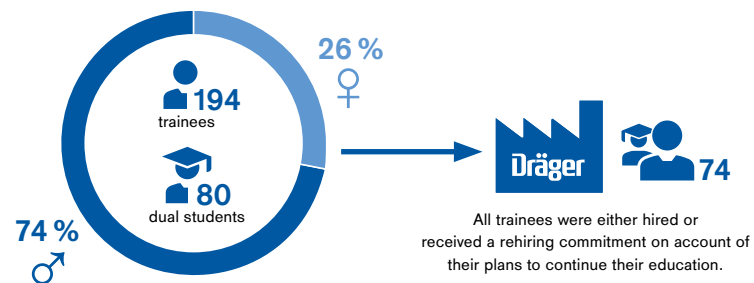 26 %
194
trainees
80
dual students
74 %
Dräger
74
All trainees were either hired or
received a rehiring commitment on account of
their plans to continue their education.